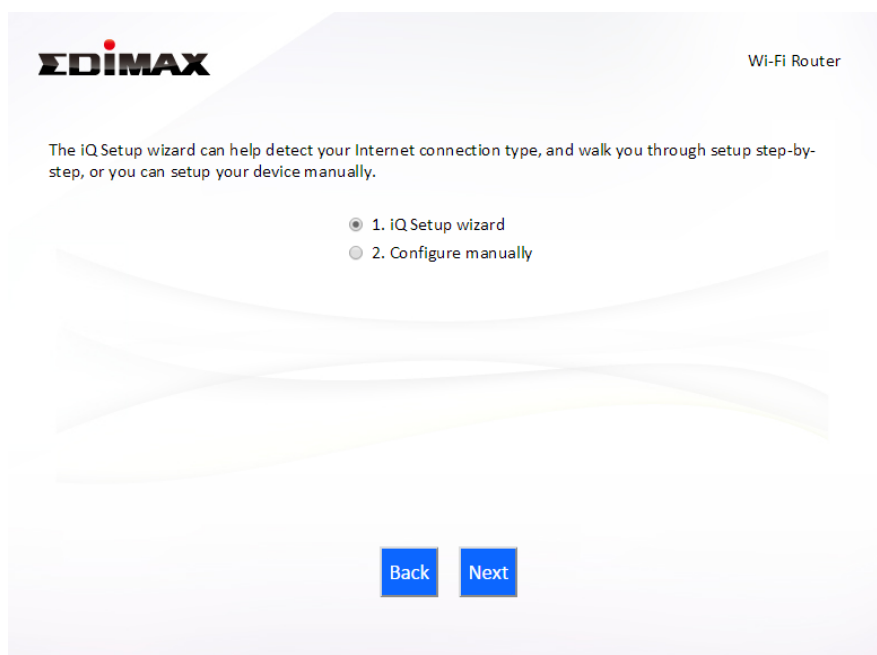 EDIMAX
Wi-Fi Router
The iQ Setup wizard can help detect your Internet connection type, and walk you through setup step-by-
step, or you can setup your device manually.
1. iQ Setup wizard
2. Configure manually
Back Next